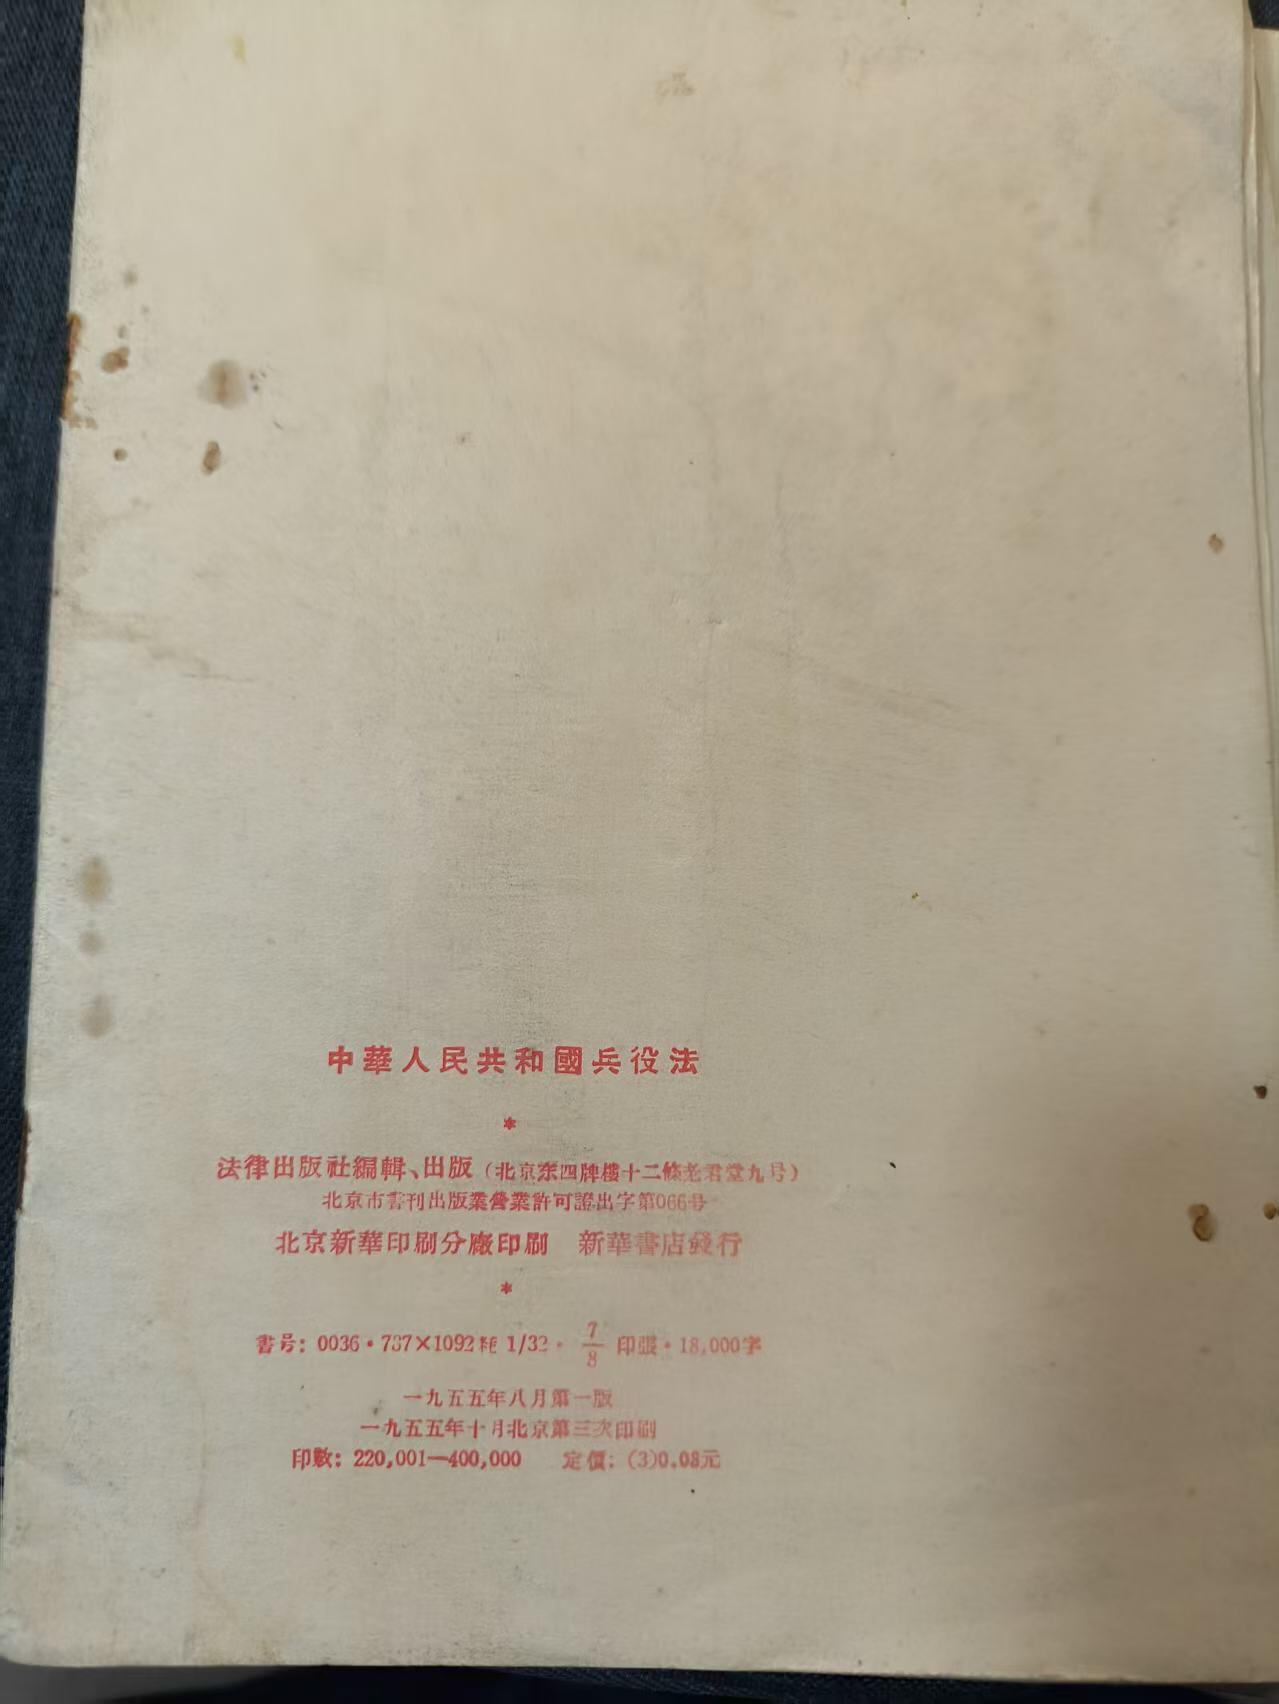 中華人民共和國兵役法
*
法律出版社編輯、出版（北京东四牌樓十二條老君堂九号）
北京市書刊出版業營業許可證出字第066号
北京新華印刷分廠印刷 新華書店發行
*
書号: 0036·787×1092耗 1/32· 7/8 印張·18,000字
一九五五年八月第一版
一九五五年十月北京第三次印刷
印数: 220,001—400,000 定價: (3)0.08元